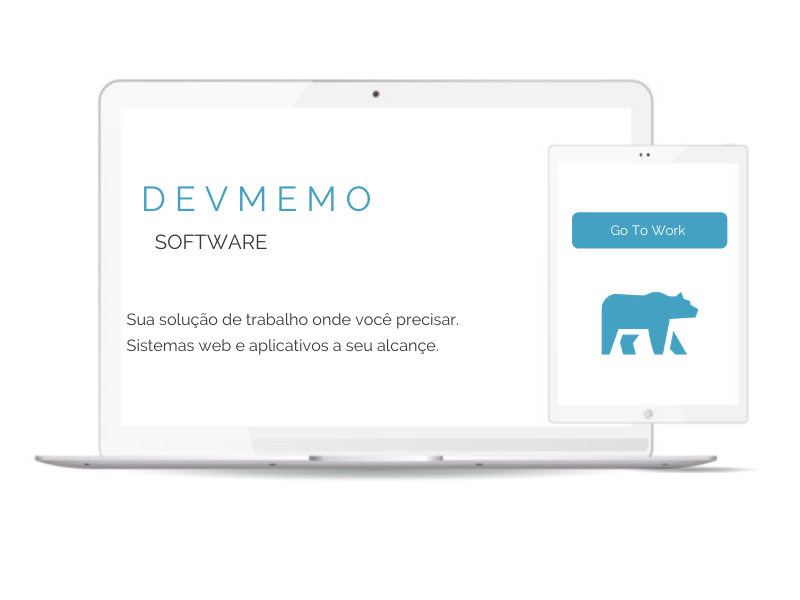 DEVMEMO
SOFTWARE
Sua solução de trabalho onde você precisar.
Sistemas web e aplicativos a seu alcançe.
Go To Work